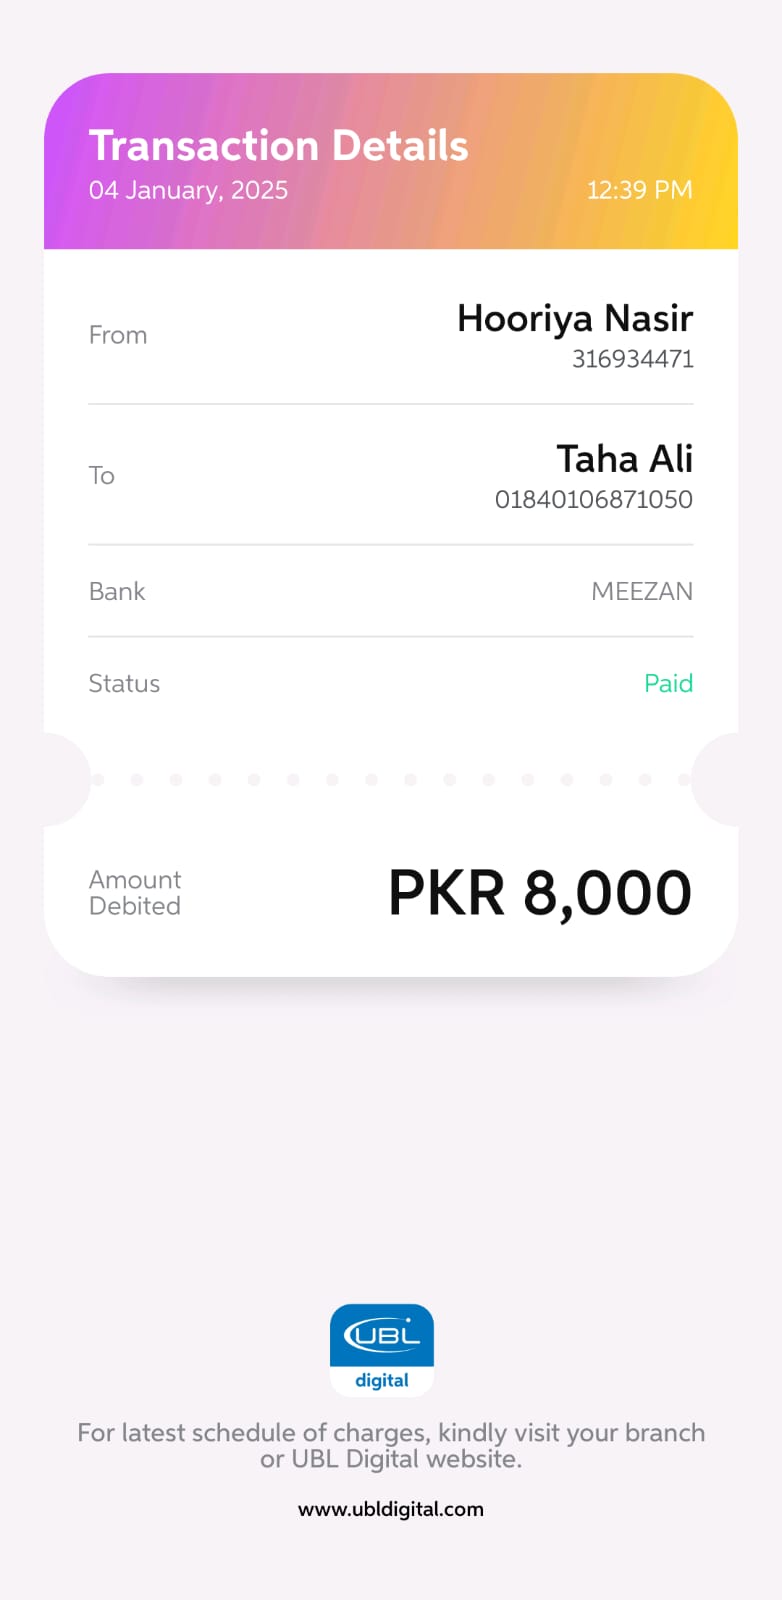 Transaction Details
04 January, 2025 12:39 PM
From
Hooriya Nasir
316934471
To
Taha Ali
01840106871050
Bank MEEZAN
Status Paid
Amount
Debited
PKR 8,000
UBL
digital
For latest schedule of charges, kindly visit your branch
or UBL Digital website.
www.ubldigital.com